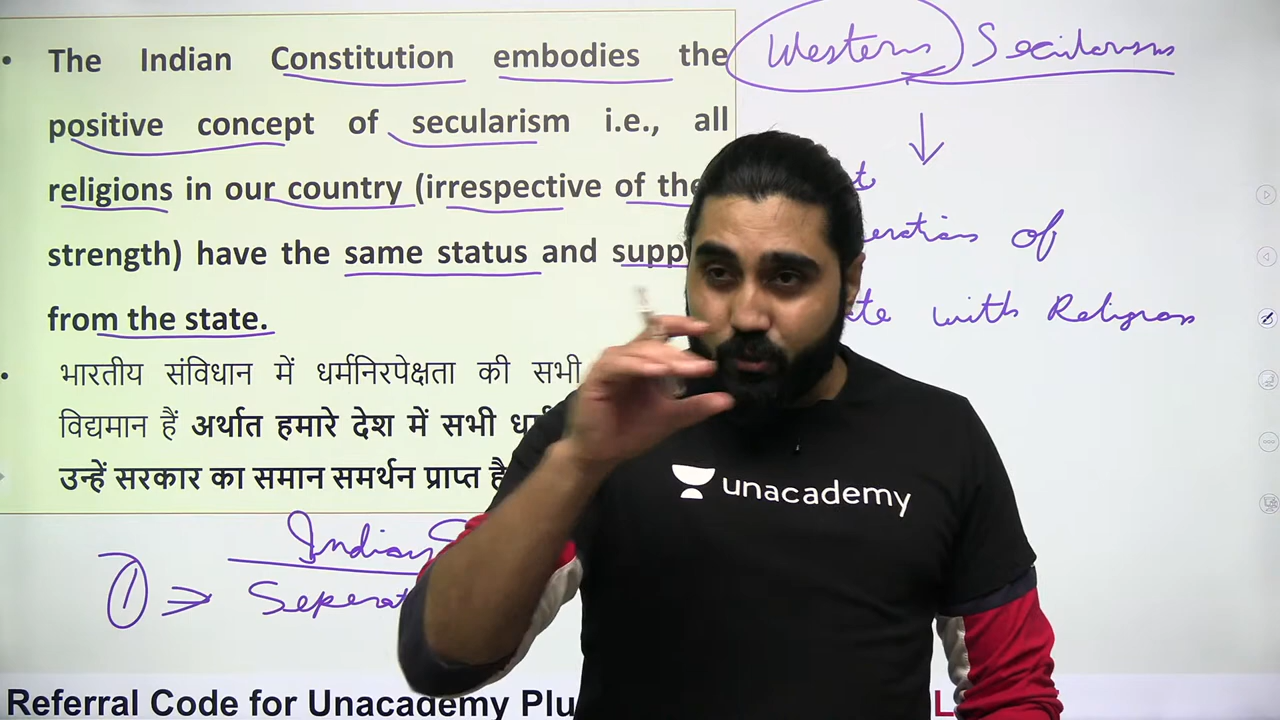 • The Indian Constitution embodies the
positive concept of secularism i.e., all
religions in our country (irrespective of the
strength) have the same status and supp
from the state.
• भारतीय संविधान में धर्मनिरपेक्षता की सभी
विद्यमान हैं अर्थात हमारे देश में सभी
उन्हें सरकार का समान समर्थन प्राप्त है
Western Secularism
of
with Religion
unacademy
Indian
① ⇒ Seperat
Referral Code for Unacademy Plu
L